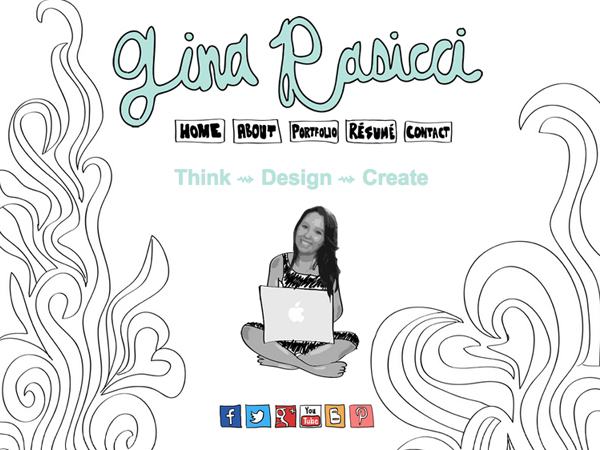 Gina Rasicci
HOME ABOUT PORTFOLIO RÉSUMÉ CONTACT
Think ⇝ Design ⇝ Create
f g+ You Tube E P